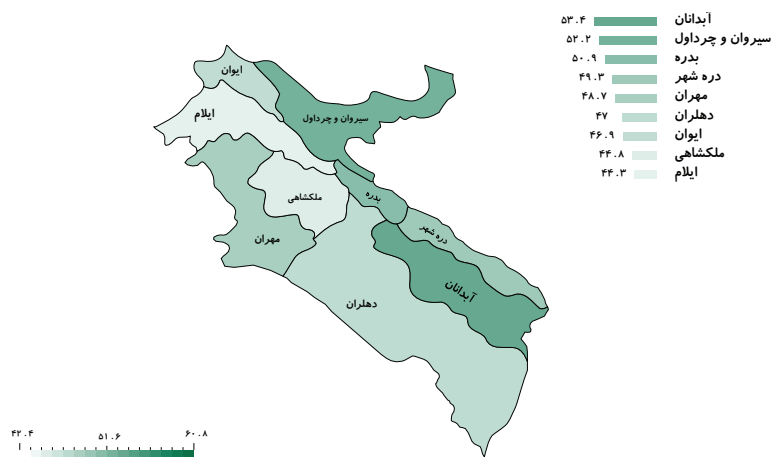 آبدانان ۵۳.۴
سیروان و چرداول ۵۲.۲
بدره ۵۰.۹
دره شهر ۴۹.۳
مهران ۴۸.۷
دهلران ۴۷
ایوان ۴۶.۹
ملکشاهی ۴۴.۸
ایلام ۴۴.۳
ایوان
ایلام
سیروان و چرداول
ملکشاهی
بدره
مهران
دره شهر
آبدانان
دهلران
۴۲.۴ ۵۱.۶ ۶۰.۸